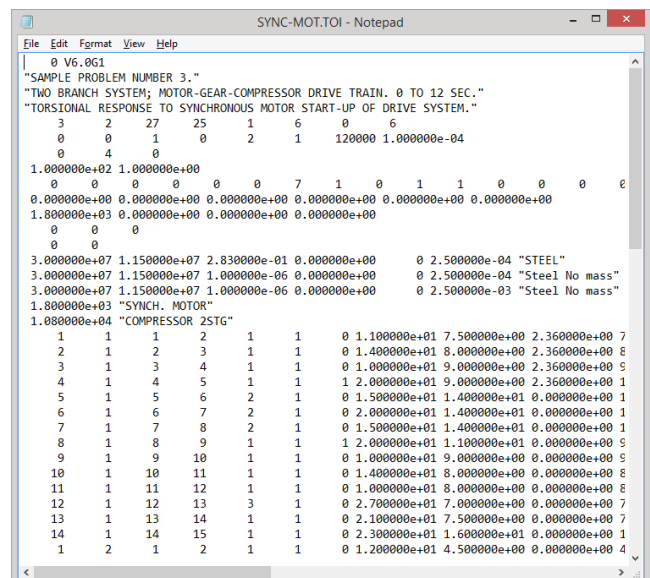 SYNC-MOT.TOI - Notepad
File Edit Format View Help
0 V6.0G1
"SAMPLE PROBLEM NUMBER 3."
"TWO BRANCH SYSTEM; MOTOR-GEAR-COMPRESSOR DRIVE TRAIN. 0 TO 12 SEC."
"TORSIONAL RESPONSE TO SYNCHRONOUS MOTOR START-UP OF DRIVE SYSTEM."
3 2 27 25 1 6 0 6
0 0 1 0 2 1 120000 1.000000e-04
0 4 0
1.000000e+02 1.000000e+00
0 0 0 0 0 0 7 1 0 1 1 0 0 0 0
0.000000e+00 0.000000e+00 0.000000e+00 0.000000e+00 0.000000e+00 0.000000e+00
1.800000e+03 0.000000e+00 0.000000e+00 0.000000e+00
0 0 0
0 0
3.000000e+07 1.150000e+07 2.830000e-01 0.000000e+00 0 2.500000e-04 "STEEL"
3.000000e+07 1.150000e+07 1.000000e-06 0.000000e+00 0 2.500000e-04 "Steel No mass"
3.000000e+07 1.150000e+07 1.000000e-06 0.000000e+00 0 2.500000e-03 "Steel No mass"
1.800000e+03 "SYNCH. MOTOR"
1.080000e+04 "COMPRESSOR 2STG"
1 1 1 2 1 1 0 1.100000e+01 7.500000e+00 2.360000e+00 7
2 1 2 3 1 1 0 1.400000e+01 8.000000e+00 2.360000e+00 8
3 1 3 4 1 1 0 1.000000e+01 9.000000e+00 2.360000e+00 9
4 1 4 5 1 1 1 2.000000e+01 9.000000e+00 2.360000e+00 1
5 1 5 6 2 1 0 1.500000e+01 1.400000e+01 0.000000e+00 1
6 1 6 7 2 1 0 2.000000e+01 1.400000e+01 0.000000e+00 1
7 1 7 8 2 1 0 1.500000e+01 1.400000e+01 0.000000e+00 1
8 1 8 9 1 1 1 2.000000e+01 1.100000e+01 0.000000e+00 9
9 1 9 10 1 1 0 1.000000e+01 9.000000e+00 0.000000e+00 9
10 1 10 11 1 1 0 1.400000e+01 8.000000e+00 0.000000e+00 8
11 1 11 12 1 1 0 1.000000e+01 8.000000e+00 0.000000e+00 8
12 1 12 13 3 1 0 2.700000e+01 7.000000e+00 0.000000e+00 7
13 1 13 14 1 1 0 2.100000e+01 7.500000e+00 0.000000e+00 7
14 1 14 15 1 1 0 2.300000e+01 1.600000e+01 0.000000e+00 1
1 2 1 2 1 1 0 1.200000e+01 4.500000e+00 0.000000e+00 4